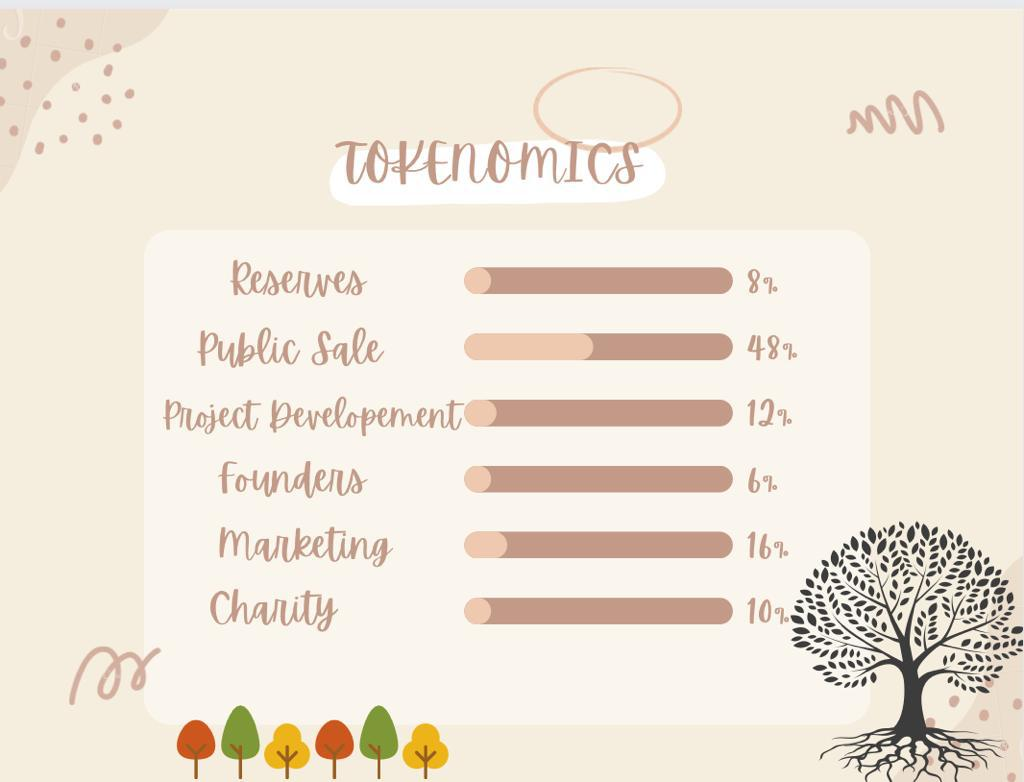 TOKENOMICS
Reserves 8%
Public Sale 48%
Project Developement 12%
Founders 6%
Marketing 16%
Charity 10%